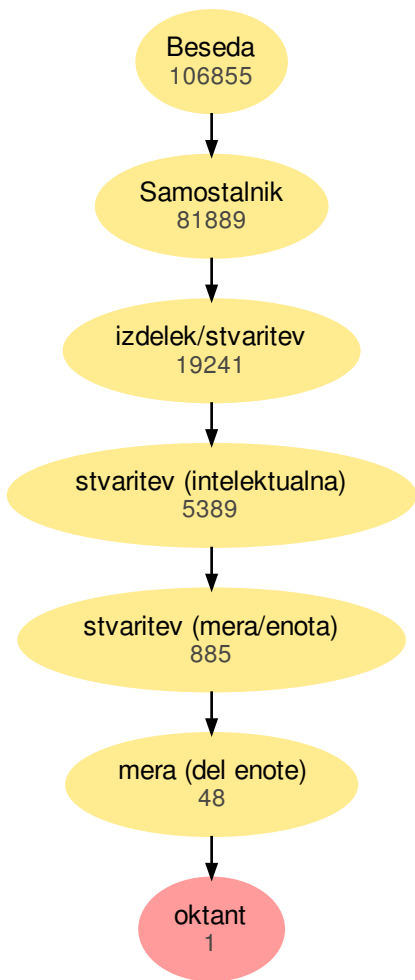 Beseda
106855
Samostalnik
81889
izdelek/stvaritev
19241
stvaritev (intelektualna)
5389
stvaritev (mera/enota)
885
mera (del enote)
48
oktant
1